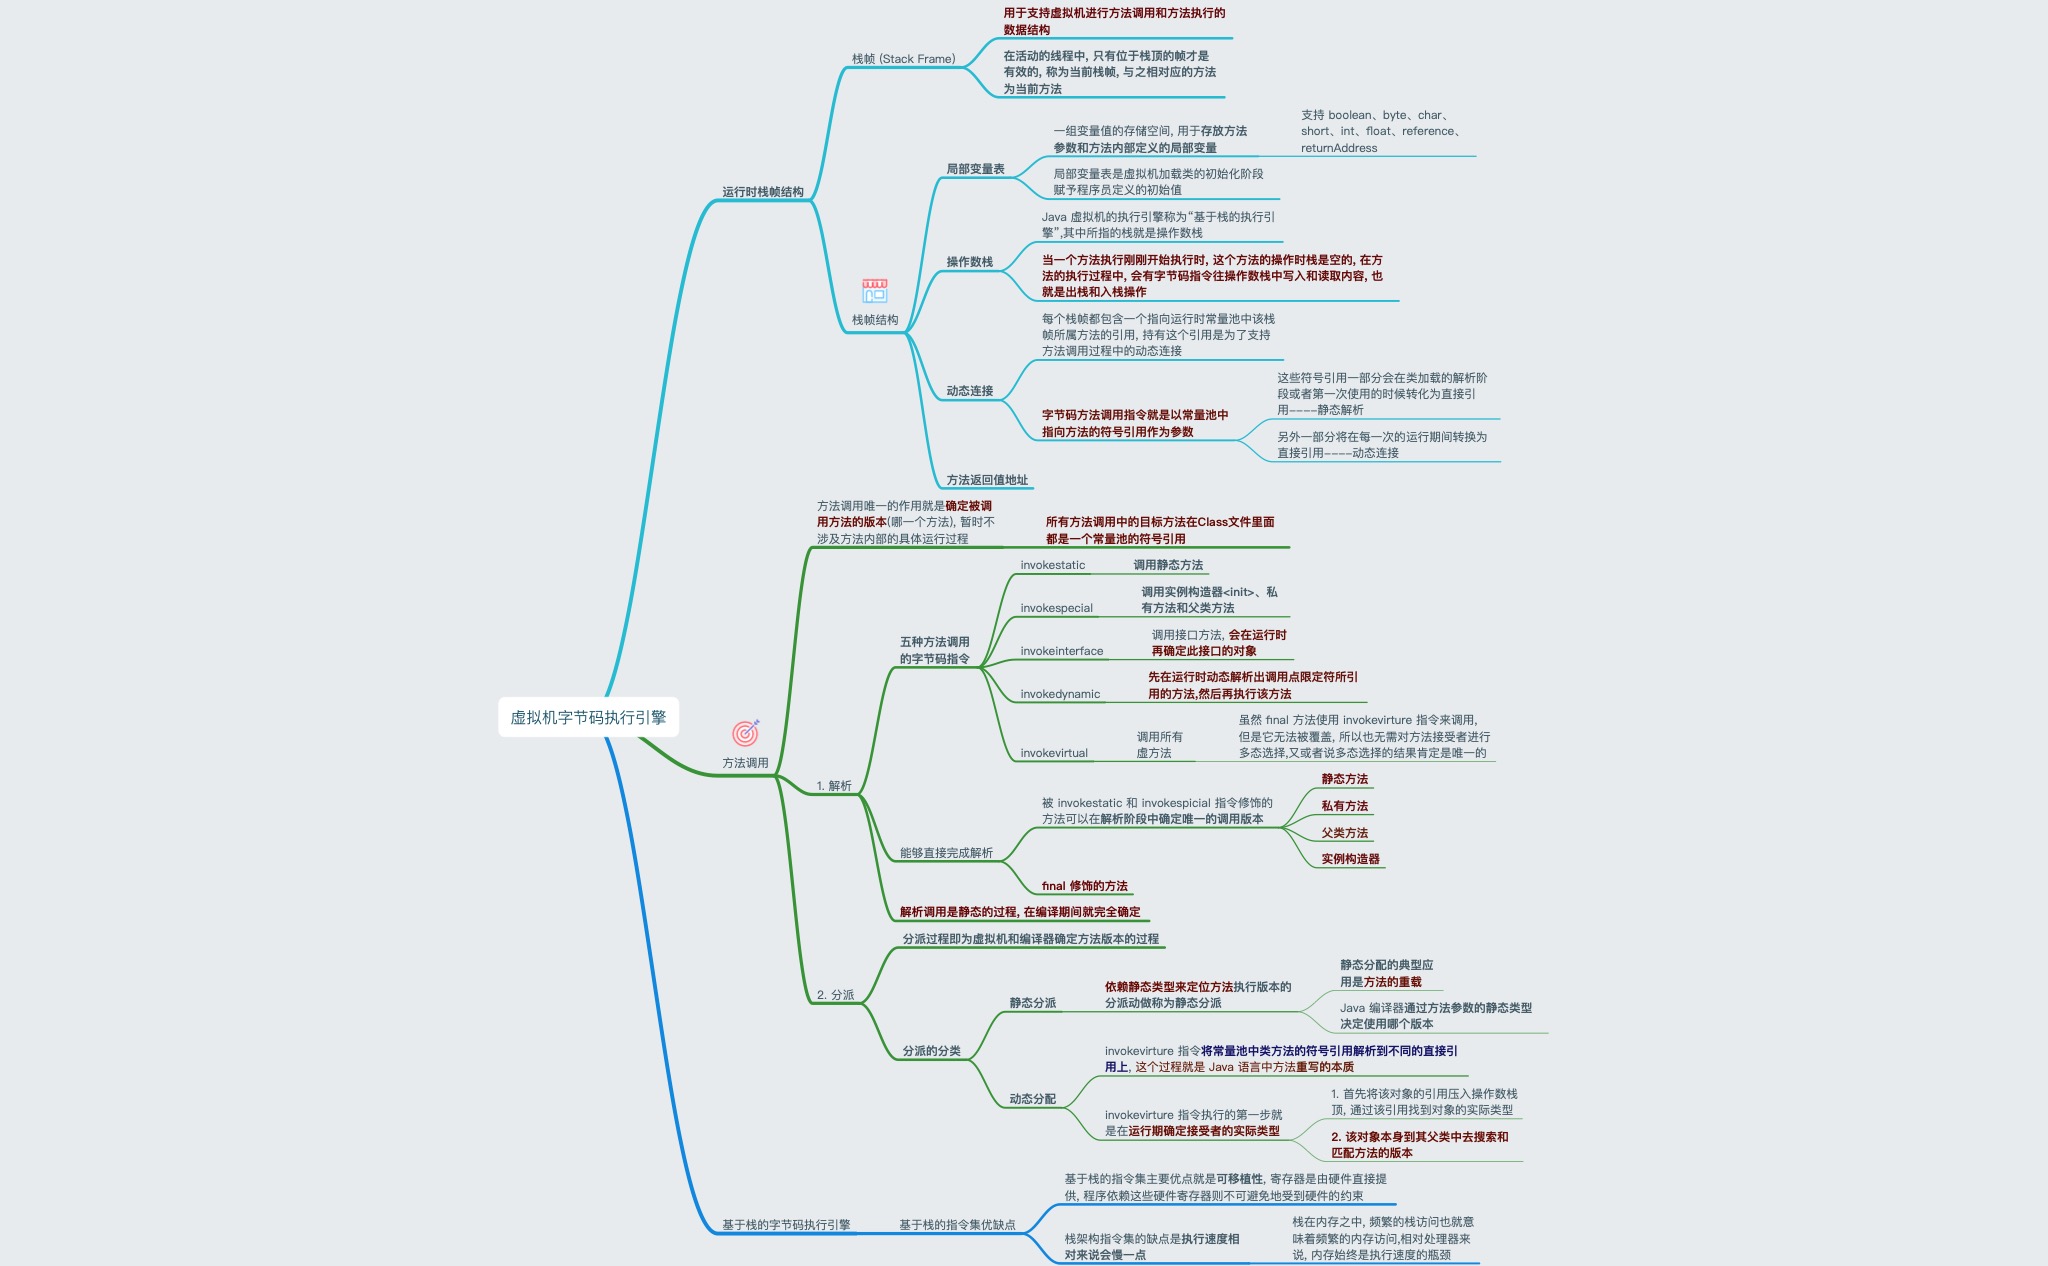 虚拟机字节码执行引擎
运行时栈帧结构
栈帧 (Stack Frame)
用于支持虚拟机进行方法调用和方法执行的
数据结构
在活动的线程中, 只有位于栈顶的帧才是
有效的, 称为当前栈帧, 与之相对应的方法
为当前方法
栈帧结构
局部变量表
一组变量值的存储空间, 用于存放方法
参数和方法内部定义的局部变量
支持 boolean、byte、char、
short、int、float、reference、
returnAddress
局部变量表是虚拟机加载类的初始化阶段
赋予程序员定义的初始值
操作数栈
Java 虚拟机的执行引擎称为“基于栈的执行引
擎”,其中所指的栈就是操作数栈
当一个方法执行刚刚开始执行时, 这个方法的操作时栈是空的, 在方
法的执行过程中, 会有字节码指令往操作数栈中写入和读取内容, 也
就是出栈和入栈操作
动态连接
每个栈帧都包含一个指向运行时常量池中该栈
帧所属方法的引用, 持有这个引用是为了支持
方法调用过程中的动态连接
字节码方法调用指令就是以常量池中
指向方法的符号引用作为参数
这些符号引用一部分会在类加载的解析阶
段或者第一次使用的时候转化为直接引
用----静态解析
另外一部分将在每一次的运行期间转换为
直接引用----动态连接
方法返回值地址
方法调用
方法调用唯一的作用就是确定被调
用方法的版本(哪一个方法), 暂时不
涉及方法内部的具体运行过程
所有方法调用中的目标方法在Class文件里面
都是一个常量池的符号引用
1. 解析
五种方法调用
的字节码指令
invokestatic
调用静态方法
invokespecial
调用实例构造器<init>、私
有方法和父类方法
invokeinterface
调用接口方法, 会在运行时
再确定此接口的对象
invokedynamic
先在运行时动态解析出调用点限定符所引
用的方法,然后再执行该方法
invokevirtual
调用所有
虚方法
虽然 final 方法使用 invokevirture 指令来调用,
但是它无法被覆盖, 所以也无需对方法接受者进行
多态选择,又或者说多态选择的结果肯定是唯一的
能够直接完成解析
被 invokestatic 和 invokespicial 指令修饰的
方法可以在解析阶段中确定唯一的调用版本
静态方法
私有方法
父类方法
实例构造器
final 修饰的方法
解析调用是静态的过程, 在编译期间就完全确定
2. 分派
分派过程即为虚拟机和编译器确定方法版本的过程
分派的分类
静态分派
依赖静态类型来定位方法执行版本的
分派动做称为静态分派
静态分配的典型应
用是方法的重载
Java 编译器通过方法参数的静态类型
决定使用哪个版本
动态分配
invokevirture 指令将常量池中类方法的符号引用解析到不同的直接引
用上, 这个过程就是 Java 语言中方法重写的本质
invokevirture 指令执行的第一步就
是在运行期确定接受者的实际类型
1. 首先将该对象的引用压入操作数栈
顶, 通过该引用找到对象的实际类型
2. 该对象本身到其父类中去搜索和
匹配方法的版本
基于栈的字节码执行引擎
基于栈的指令集优缺点
基于栈的指令集主要优点就是可移植性, 寄存器是由硬件直接提
供, 程序依赖这些硬件寄存器则不可避免地受到硬件的约束
栈架构指令集的缺点是执行速度相
对来说会慢一点
栈在内存之中, 频繁的栈访问也就意
味着频繁的内存访问,相对处理器来
说, 内存始终是执行速度的瓶颈